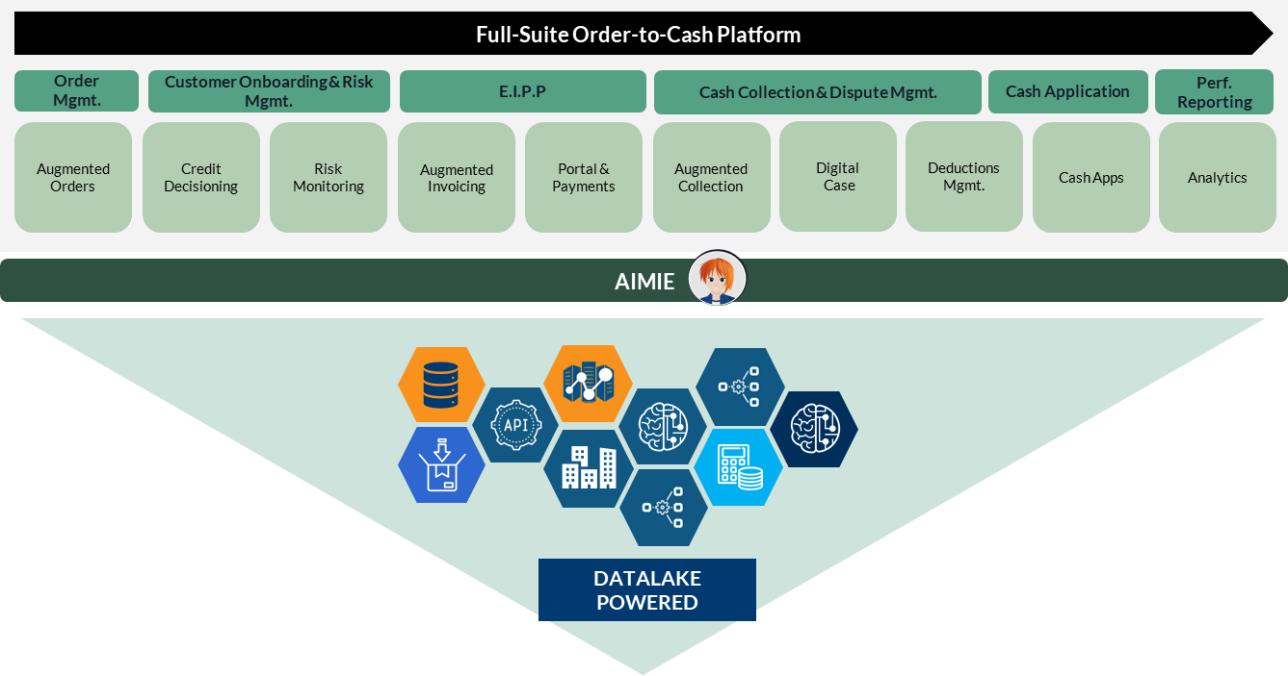 Full-Suite Order-to-Cash Platform
Order
Mgmt.
Customer Onboarding & Risk
Mgmt.
E.I.P.P
Cash Collection & Dispute Mgmt.
Cash Application
Perf.
Reporting
Augmented
Orders
Credit
Decisioning
Risk
Monitoring
Augmented
Invoicing
Portal &
Payments
Augmented
Collection
Digital
Case
Deductions
Mgmt.
Cash Apps
Analytics
AIMIE
API
DATALAKE
POWERED